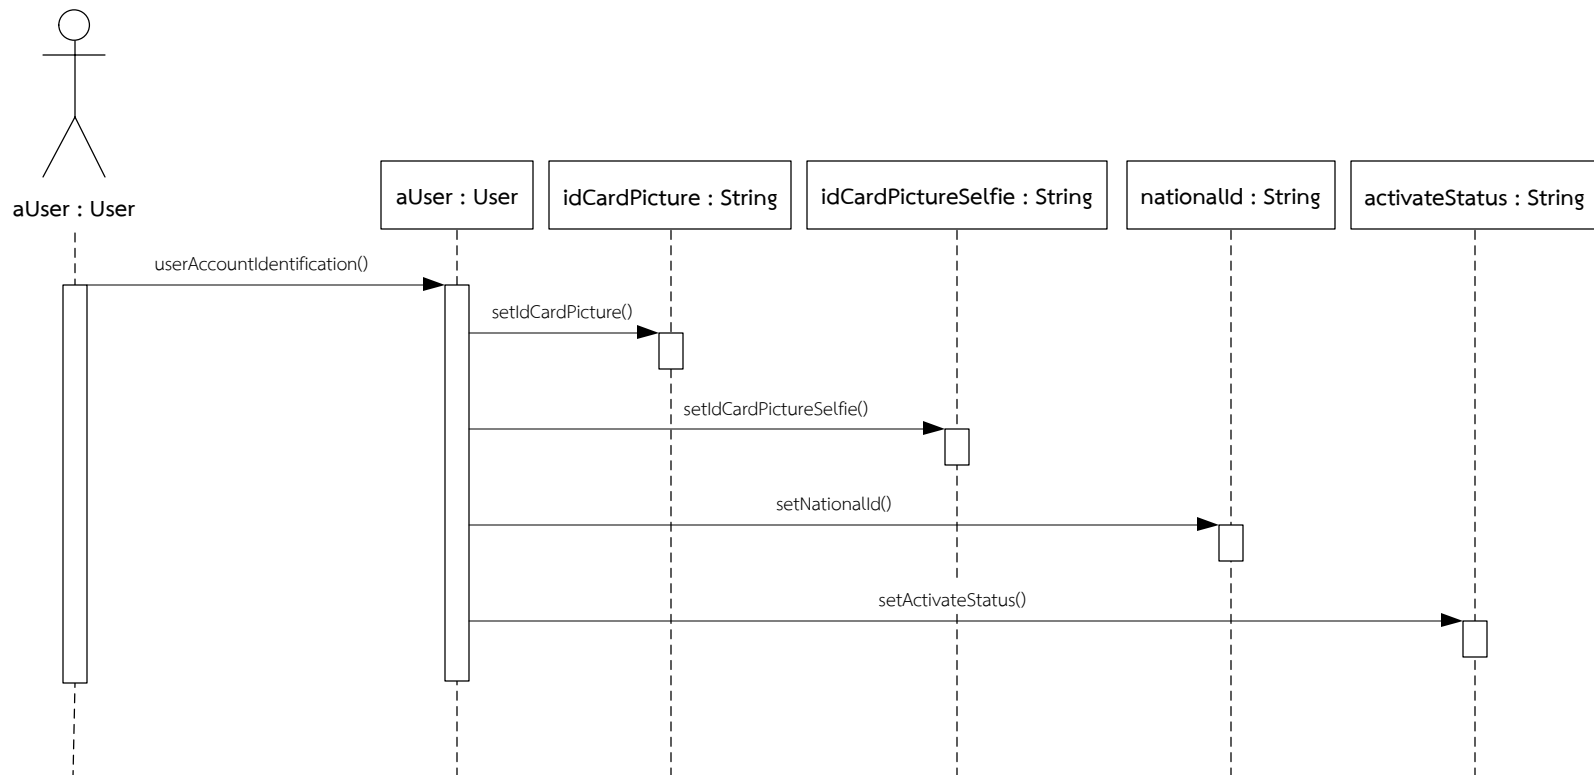 aUser : User
aUser : User
idCardPicture : String
idCardPictureSelfie : String
nationalId : String
activateStatus : String
userAccountIdentification()
setIdCardPicture()
setIdCardPictureSelfie()
setNationalId()
setActivateStatus()